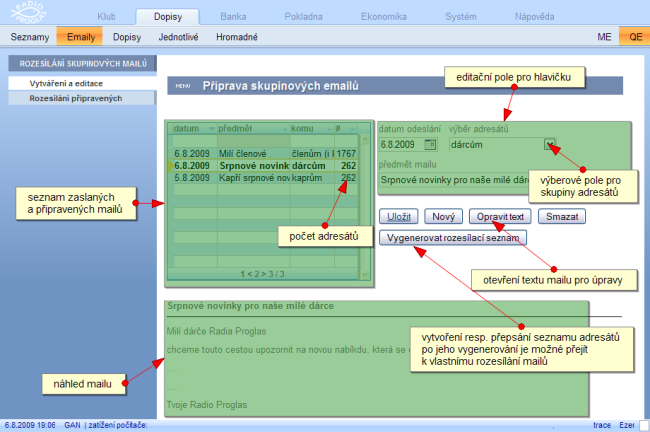 RADIO
PROGLAS
Klub Dopisy Banka Pokladna Ekonomika Systém Nápověda
Seznamy Emaily Dopisy Jednotlivé Hromadné ME QE
ROZESÍLÁNÍ SKUPINOVÝCH MAILŮ
Vytváření a editace
Rozesílání připravených
MENU Příprava skupinových emailů
editační pole pro hlavičku
datum předmět komu #
6.8.2009 Milí členové členům (i 1767
6.8.2009 Srpnové novink dárcům 262
5.8.2009 Kapří srpnové nov kaprům 262
1 < 2 > 3 / 3
datum odeslání výběr adresátů
6.8.2009 dárcům
předmět mailu
Srpnové novinky pro naše milé dárc
výběrové pole pro
skupiny adresátů
seznam zaslaných
a připravených mailů
počet adresátů
Uložit Nový Opravit text Smazat
Vygenerovat rozesílací seznam
otevření textu mailu pro úpravy
Srpnové novinky pro naše milé dárce
Milí dárče Radia Proglas
chceme touto cestou upozornit na novou nabíkdu, která se
....
....
Tvoje Radio Proglas
vytvoření resp. přepsání seznamu adresátů
po jeho vygenerování je možné přejít
k vlastnímu rozesílání mailů
náhled mailu
6.8.2009 19:06 GAN | zatížení počítače: trace Ezer